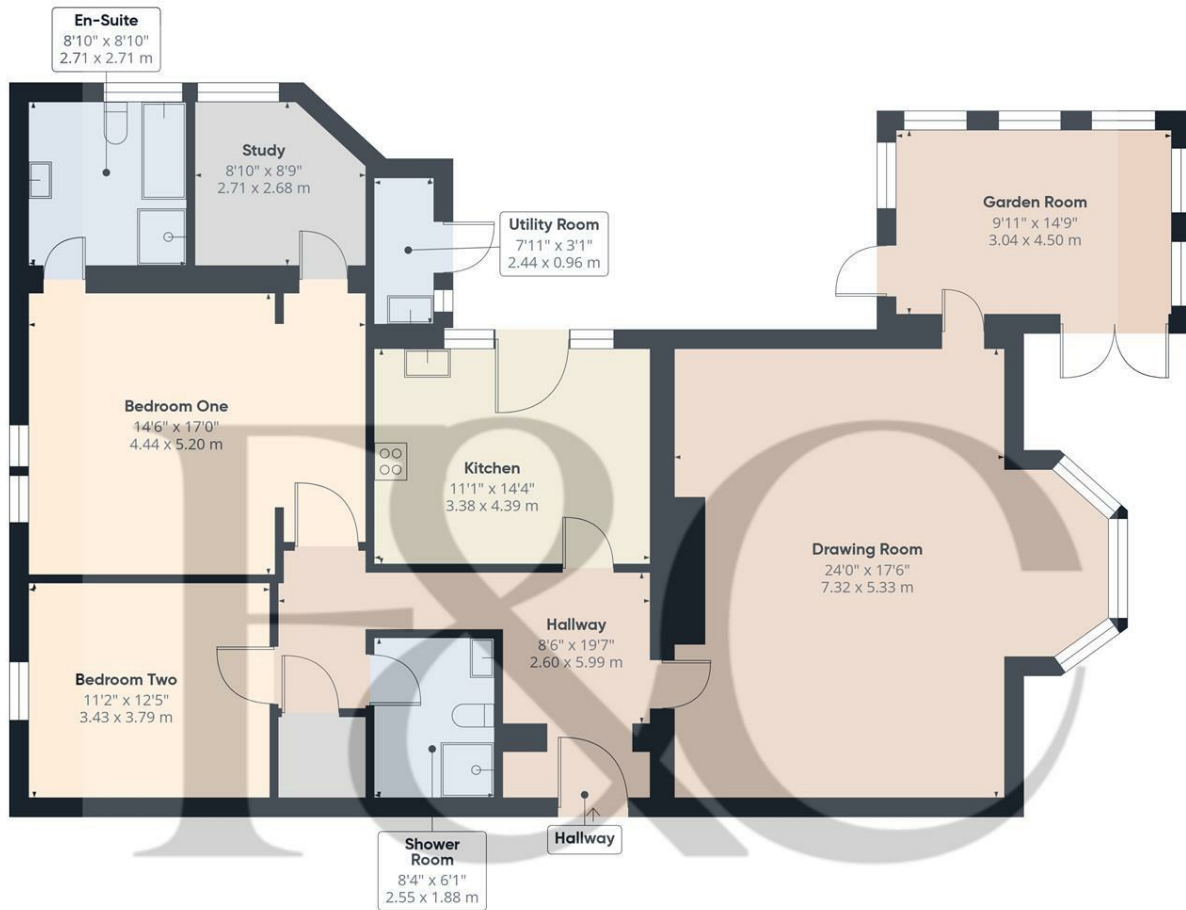 En-Suite
8'10" x 8'10"
2.71 x 2.71 m
Study
8'10" x 8'9"
2.71 x 2.68 m
Utility Room
7'11" x 3'1"
2.44 x 0.96 m
Garden Room
9'11" x 14'9"
3.04 x 4.50 m
Bedroom One
14'6" x 17'0"
4.44 x 5.20 m
Kitchen
11'1" x 14'4"
3.38 x 4.39 m
Drawing Room
24'0" x 17'6"
7.32 x 5.33 m
Hallway
8'6" x 19'7"
2.60 x 5.99 m
Bedroom Two
11'2" x 12'5"
3.43 x 3.79 m
Hallway
Shower
Room
8'4" x 6'1"
2.55 x 1.88 m
F&C